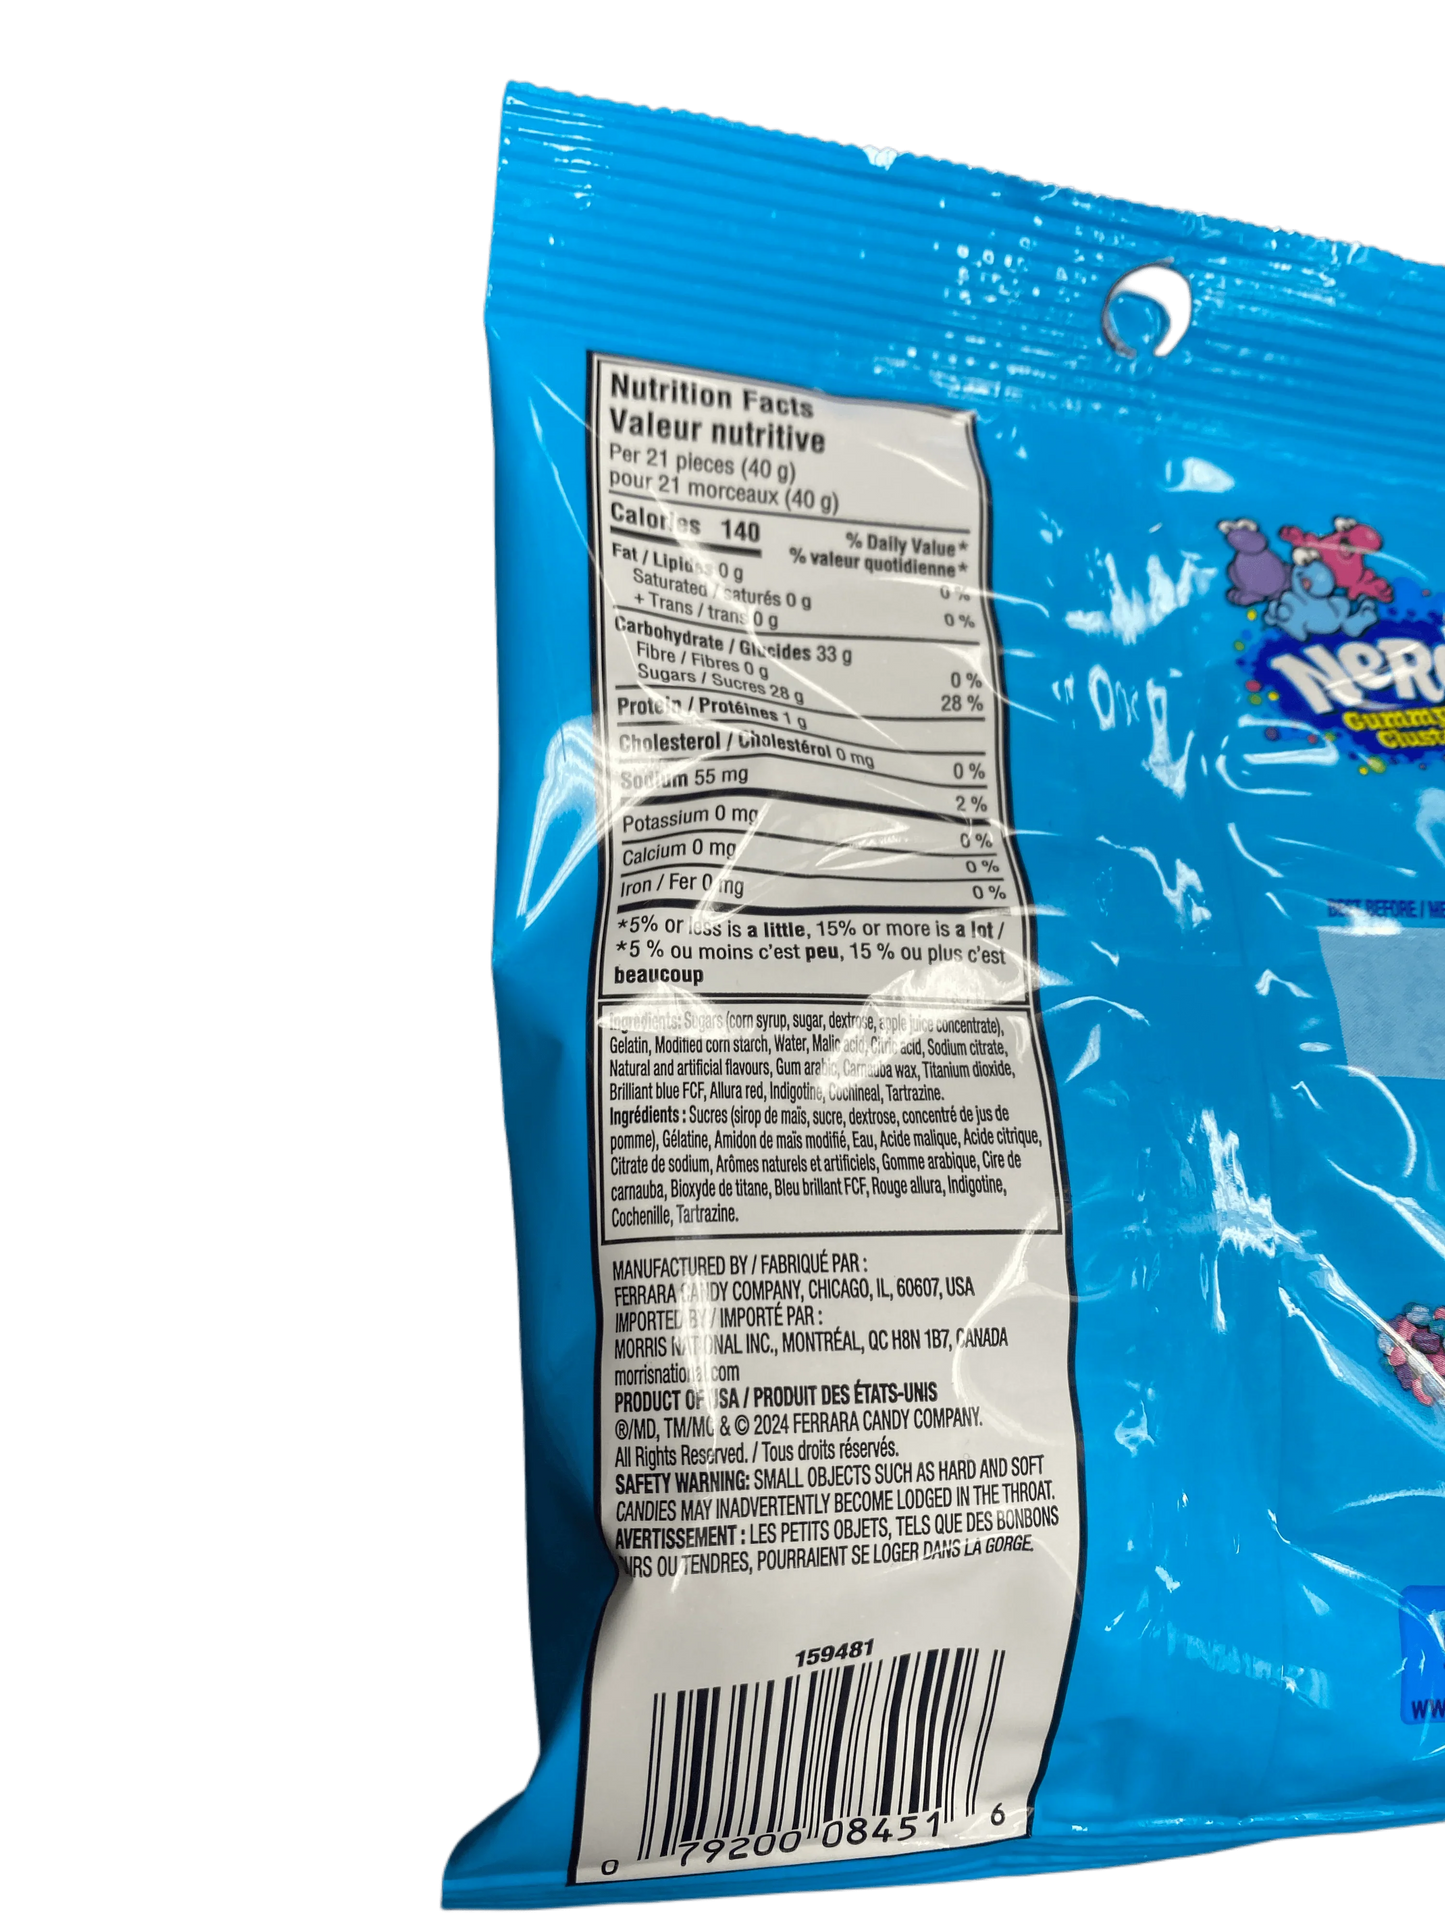 Nutrition Facts
Valeur nutritive
Per 21 pieces (40 g)
pour 21 morceaux (40 g)
Calories 140
% Daily Value*
% valeur quotidienne*
Fat / Lipides 0 g 0 %
Saturated / saturés 0 g
+ Trans / trans 0 g 0 %
Carbohydrate / Glucides 33 g
Fibre / Fibres 0 g 0 %
Sugars / Sucres 28 g 28 %
Protein / Protéines 1 g
Cholesterol / Cholestérol 0 mg 0 %
Sodium 55 mg 2 %
Potassium 0 mg 0 %
Calcium 0 mg 0 %
Iron / Fer 0 mg 0 %
*5% or less is a little, 15% or more is a lot /
*5 % ou moins c'est peu, 15 % ou plus c'est
beaucoup
Ingredients: Sugars (corn syrup, sugar, dextrose, apple juice concentrate),
Gelatin, Modified corn starch, Water, Malic acid, Citric acid, Sodium citrate,
Natural and artificial flavours, Gum arabic, Carnauba wax, Titanium dioxide,
Brilliant blue FCF, Allura red, Indigotine, Cochineal, Tartrazine.
Ingrédients : Sucres (sirop de maïs, sucre, dextrose, concentré de jus de
pomme), Gélatine, Amidon de maïs modifié, Eau, Acide malique, Acide citrique,
Citrate de sodium, Arômes naturels et artificiels, Gomme arabique, Cire de
carnauba, Bioxyde de titane, Bleu brillant FCF, Rouge allura, Indigotine,
Cochenille, Tartrazine.
MANUFACTURED BY / FABRIQUÉ PAR :
FERRARA CANDY COMPANY, CHICAGO, IL, 60607, USA
IMPORTED BY / IMPORTÉ PAR :
MORRIS NATIONAL INC., MONTRÉAL, QC H8N 1B7, CANADA
morrisnational.com
PRODUCT OF USA / PRODUIT DES ÉTATS-UNIS
®/MD, TM/MC & © 2024 FERRARA CANDY COMPANY.
All Rights Reserved. / Tous droits réservés.
SAFETY WARNING: SMALL OBJECTS SUCH AS HARD AND SOFT
CANDIES MAY INADVERTENTLY BECOME LODGED IN THE THROAT.
AVERTISSEMENT : LES PETITS OBJETS, TELS QUE DES BONBONS
DURS OU TENDRES, POURRAIENT SE LOGER DANS LA GORGE.
159481
0 79200 08451 6
NER
Gummy
Clust
BEST BEFORE / ME
WW